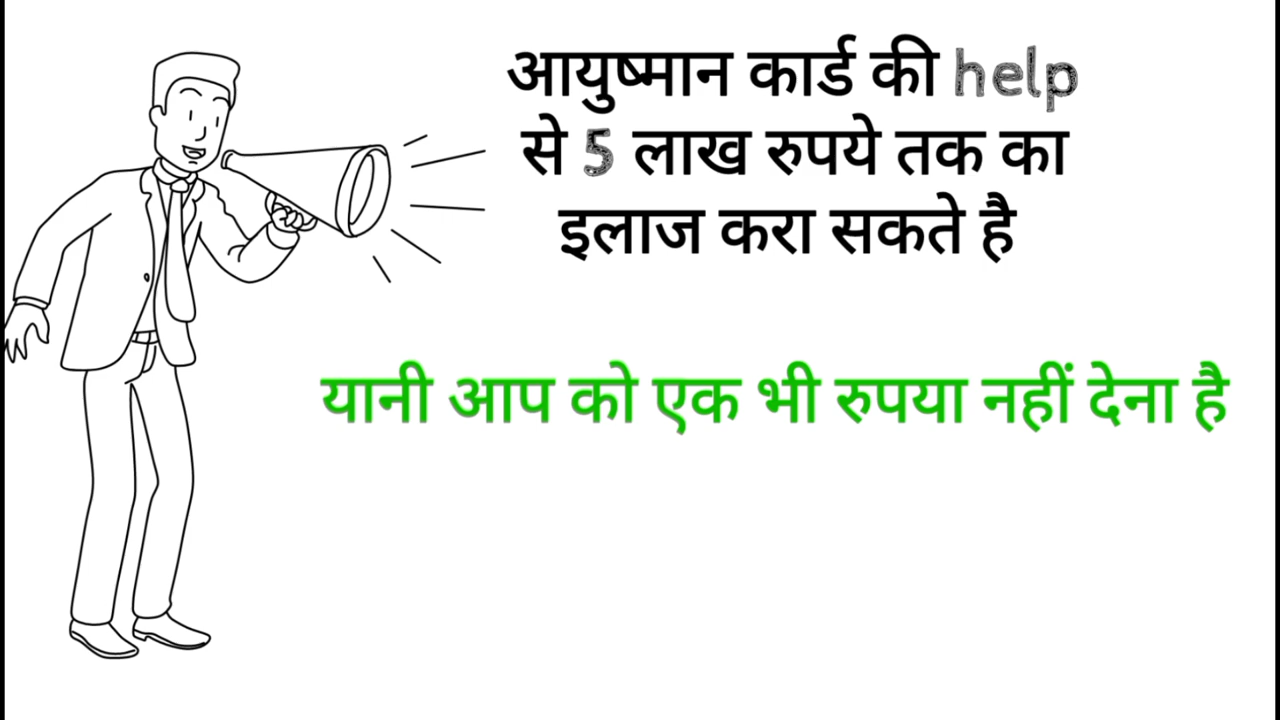 आयुष्मान कार्ड की help
से 5 लाख रुपये तक का
इलाज करा सकते है
यानी आप को एक भी रुपया नहीं देना है